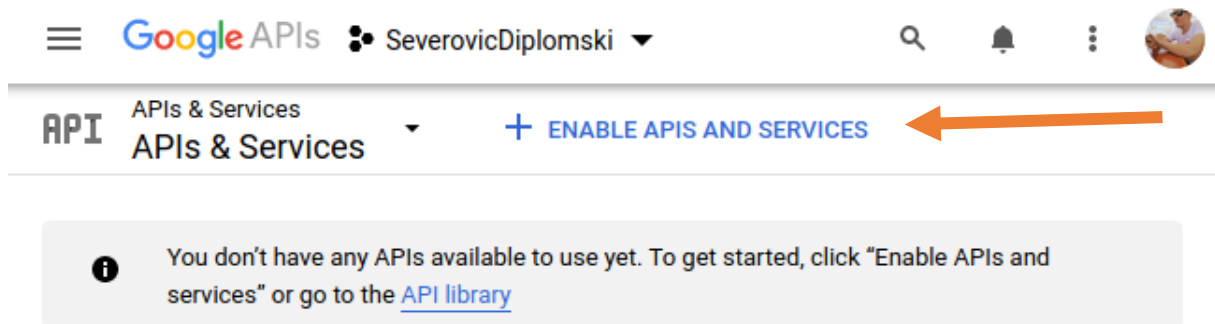 Google APIs SeverovicDiplomski
API APIs & Services
APIs & Services
+ ENABLE APIS AND SERVICES
You don't have any APIs available to use yet. To get started, click “Enable APIs and
services” or go to the API library